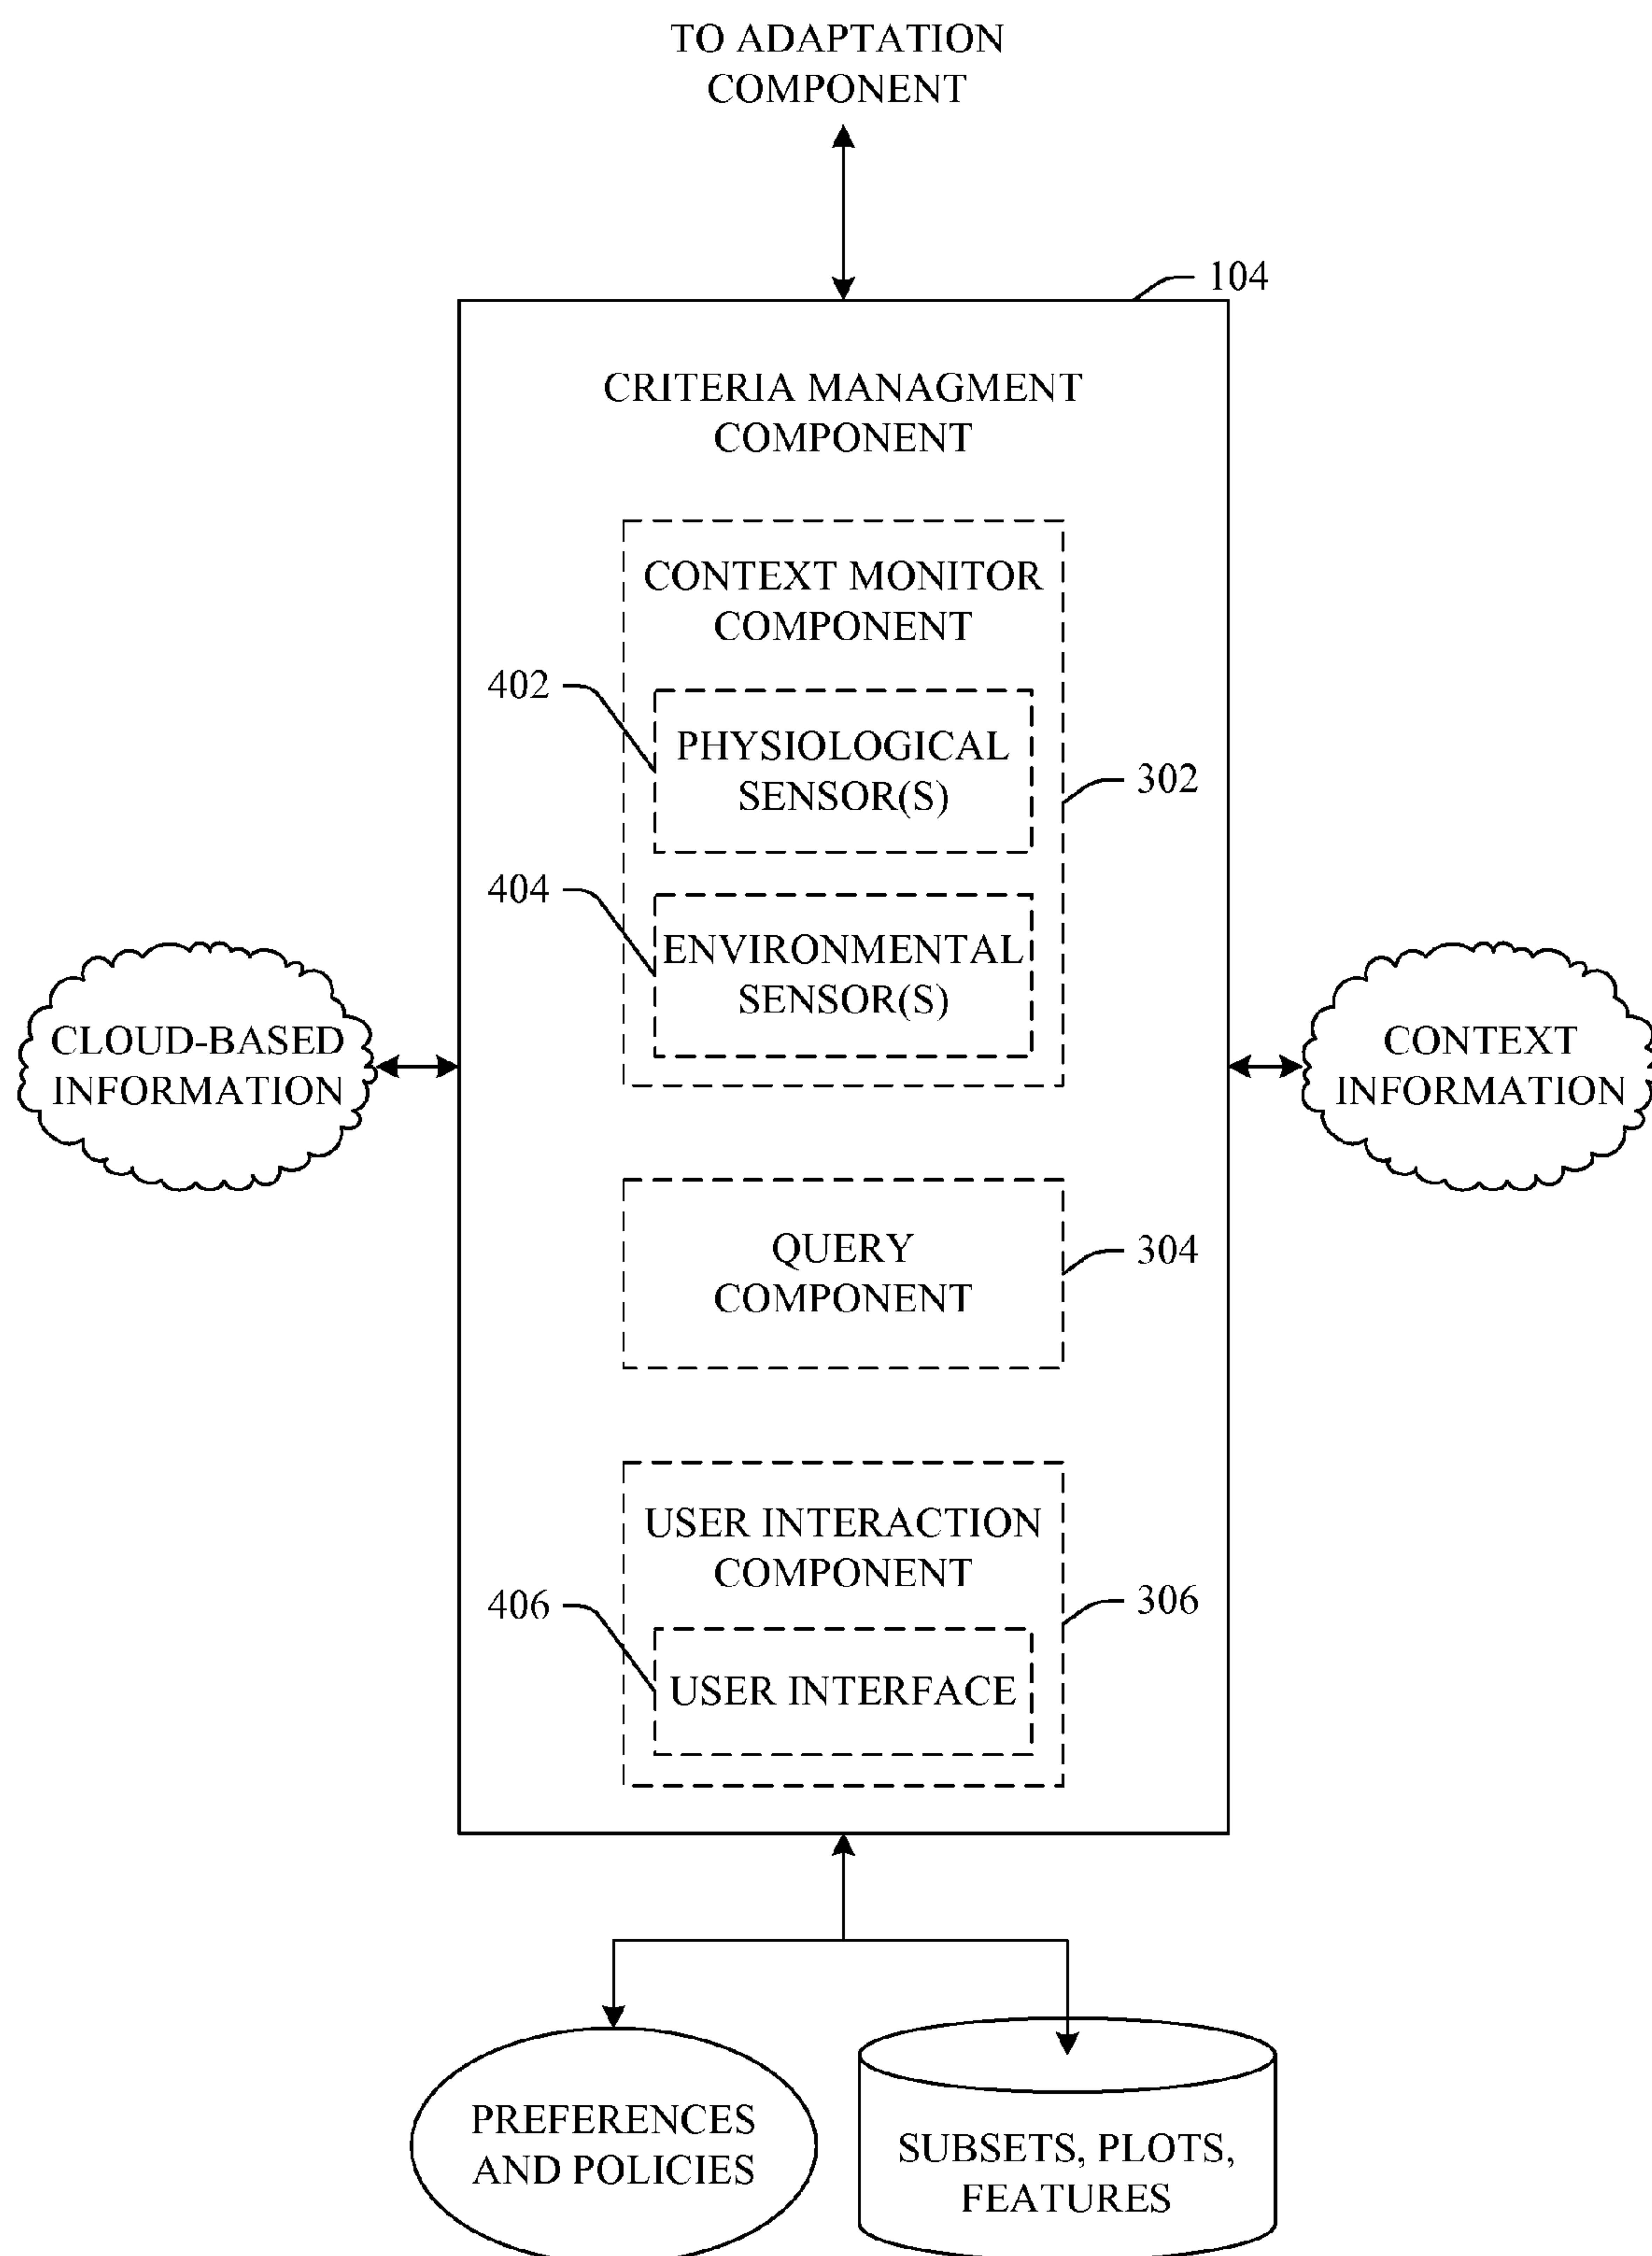 TO ADAPTATION
COMPONENT
104
CRITERIA MANAGMENT
COMPONENT
CONTEXT MONITOR
COMPONENT
402
PHYSIOLOGICAL
SENSOR(S)
302
404
ENVIRONMENTAL
SENSOR(S)
CLOUD-BASED
INFORMATION
CONTEXT
INFORMATION
QUERY
COMPONENT
304
USER INTERACTION
COMPONENT
406
306
USER INTERFACE
PREFERENCES
AND POLICIES
SUBSETS, PLOTS,
FEATURES